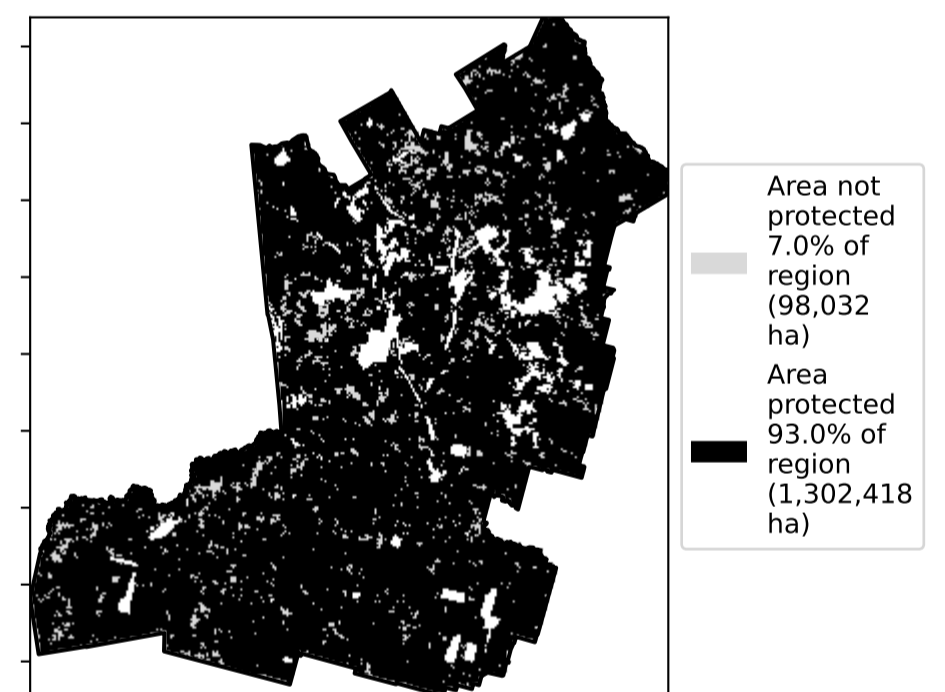 Area not
protected
7.0% of
region
(98,032
ha)
Area
protected
93.0% of
region
(1,302,418
ha)